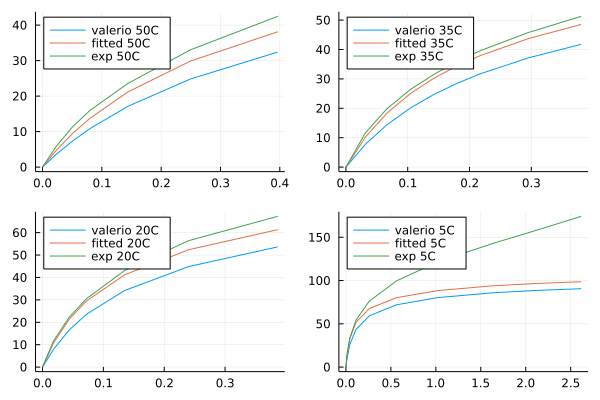 40
30
20
10
0
valerio 50C
fitted 50C
exp 50C
0.0 0.1 0.2 0.3 0.4
50
40
30
20
10
0
valerio 35C
fitted 35C
exp 35C
0.0 0.1 0.2 0.3
60
50
40
30
20
10
0
valerio 20C
fitted 20C
exp 20C
0.0 0.1 0.2 0.3
150
100
50
0
valerio 5C
fitted 5C
exp 5C
0.0 0.5 1.0 1.5 2.0 2.5